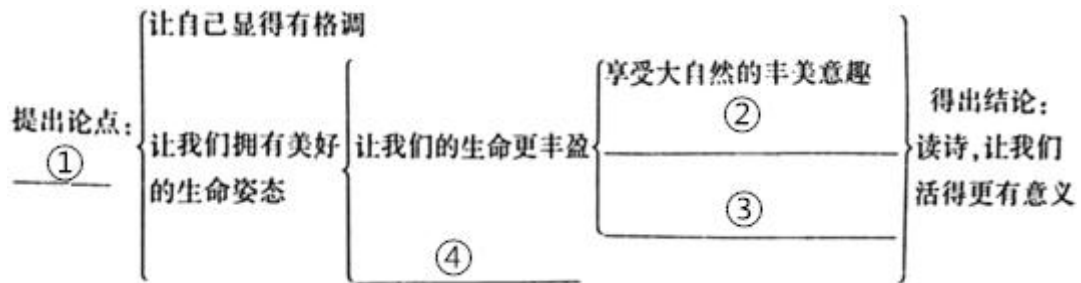 让自己显得有格调
提出论点：
①
让我们拥有美好
的生命姿态
让我们的生命更丰盈
享受大自然的丰美意趣
②
③
④
得出结论：
读诗，让我们
活得更有意义